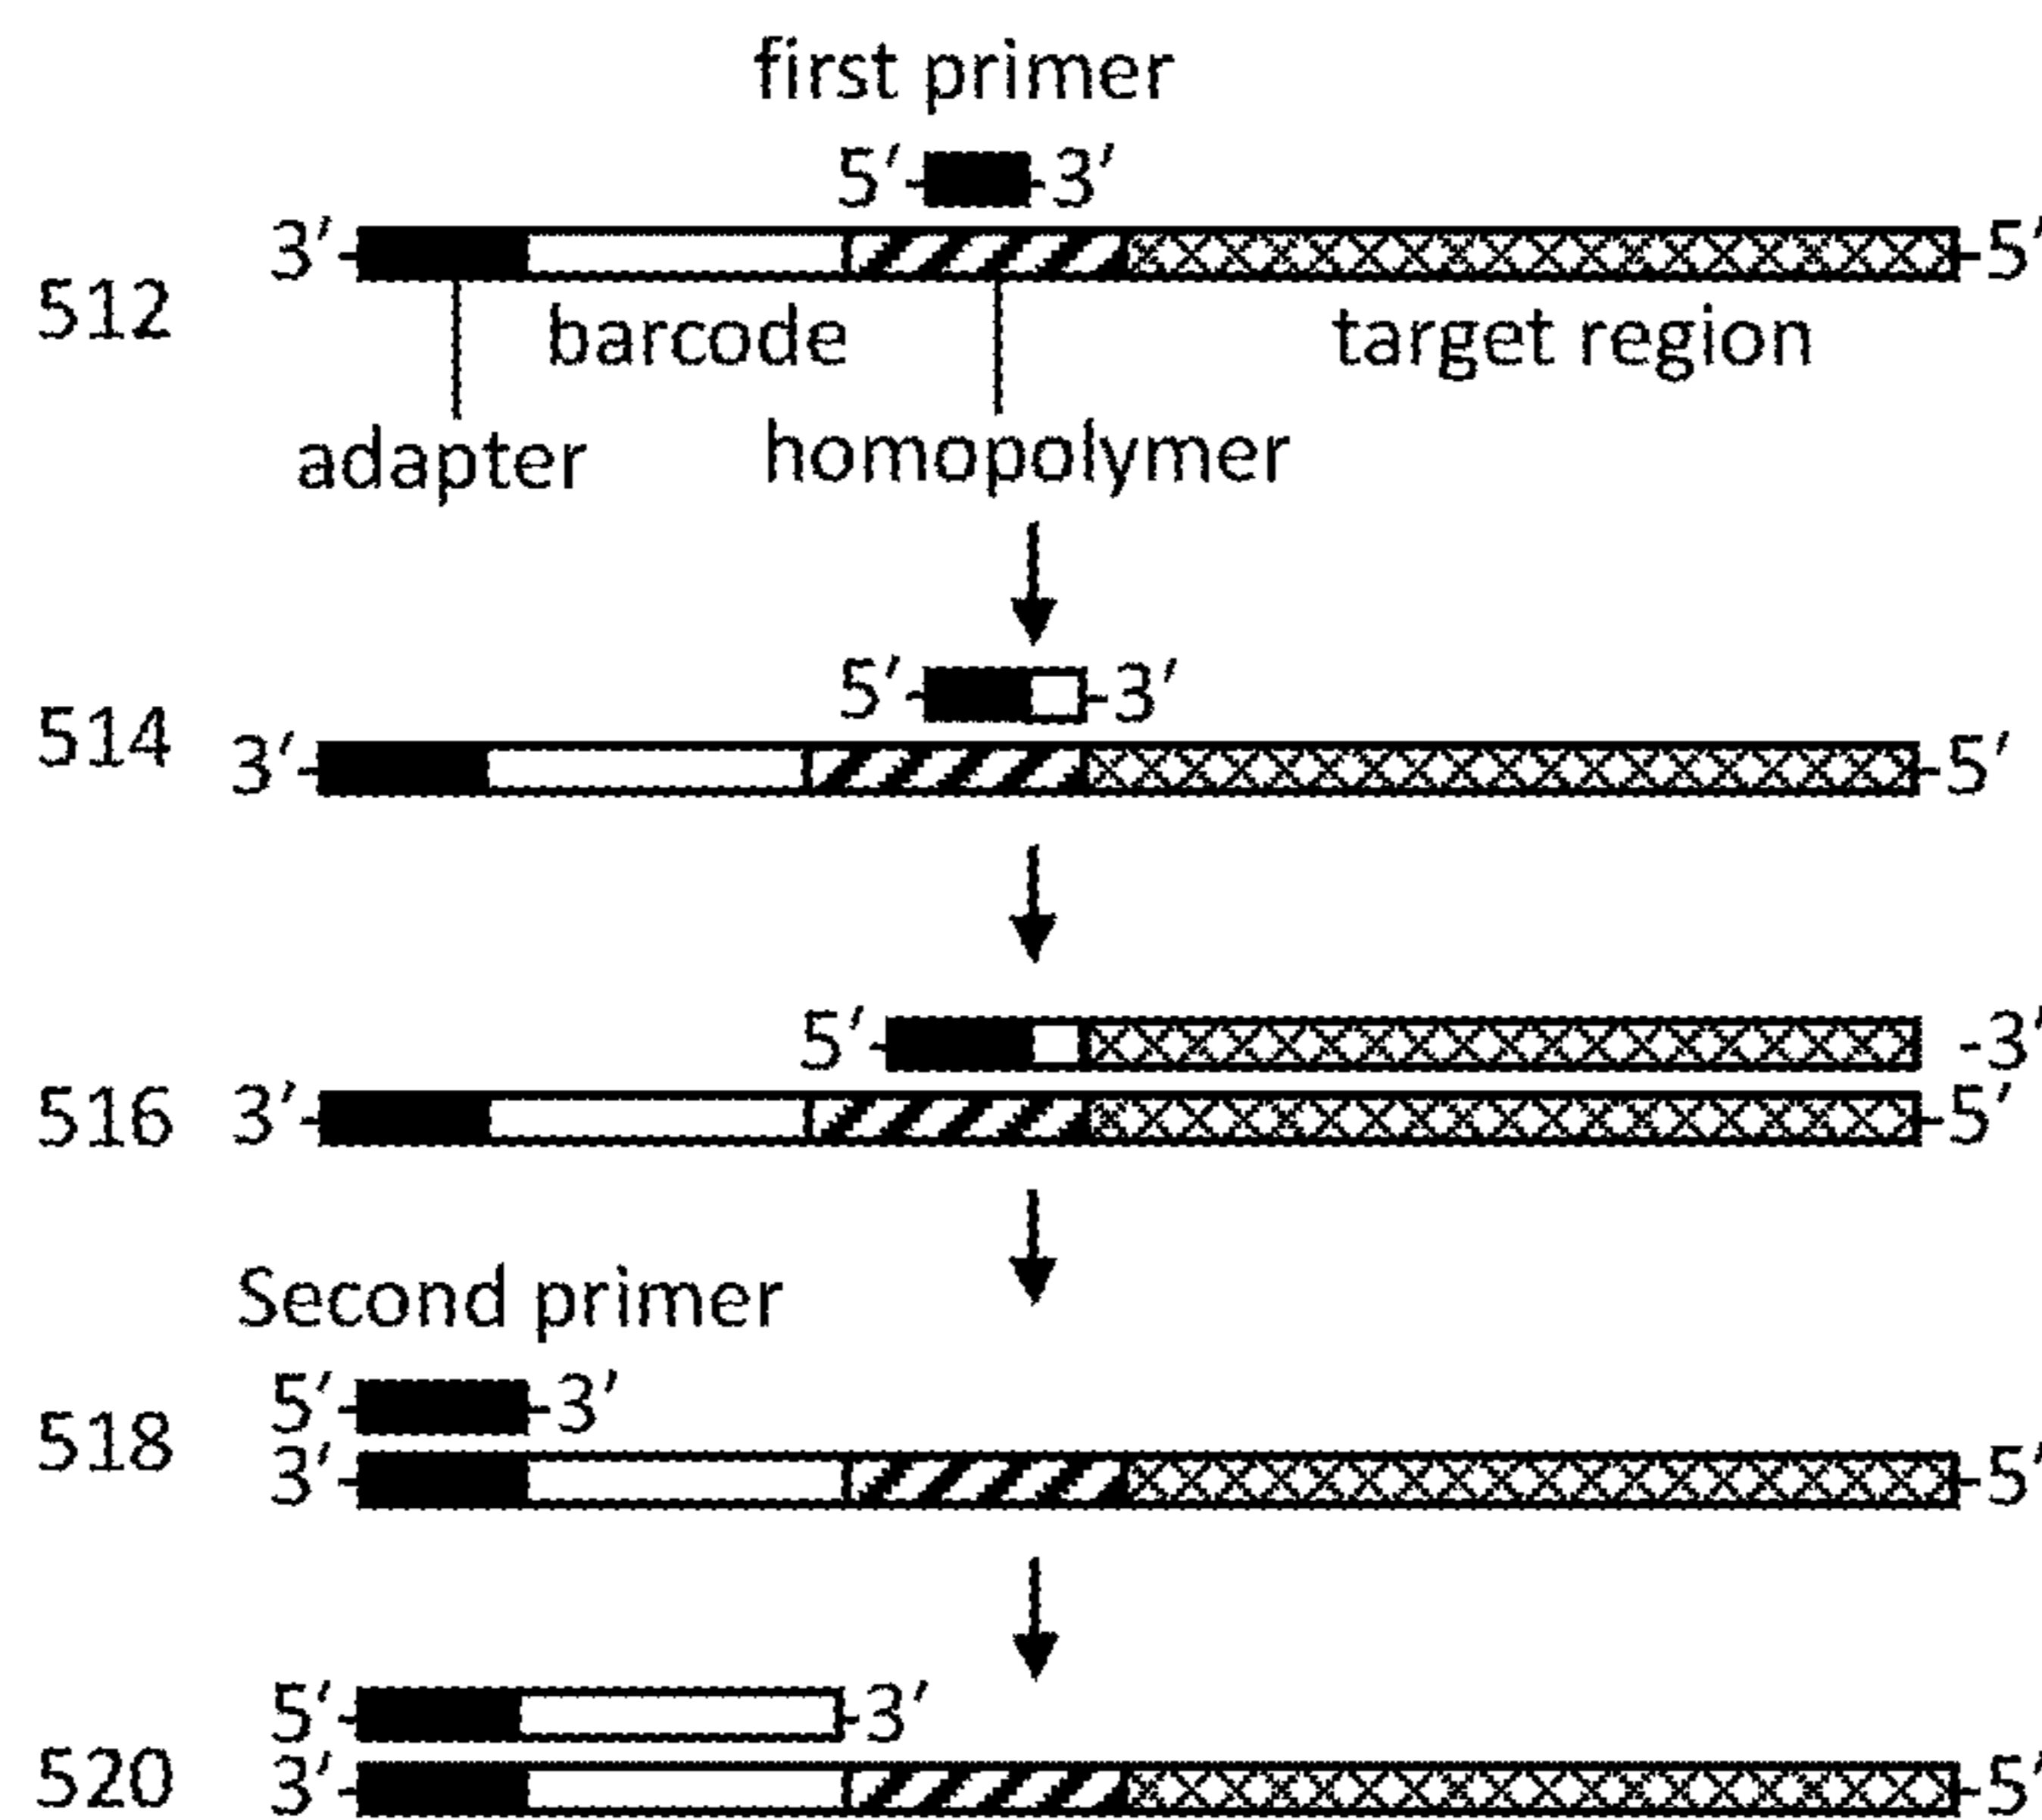 first primer
5′ 3′
3′ 5′
512
barcode target region
adapter homopolymer
5′ 3′
514
3′ 5′
5′ 3′
516 3′ 5′
Second primer
5′ 3′
518
3′ 5′
5′ 3′
520
3′ 5′